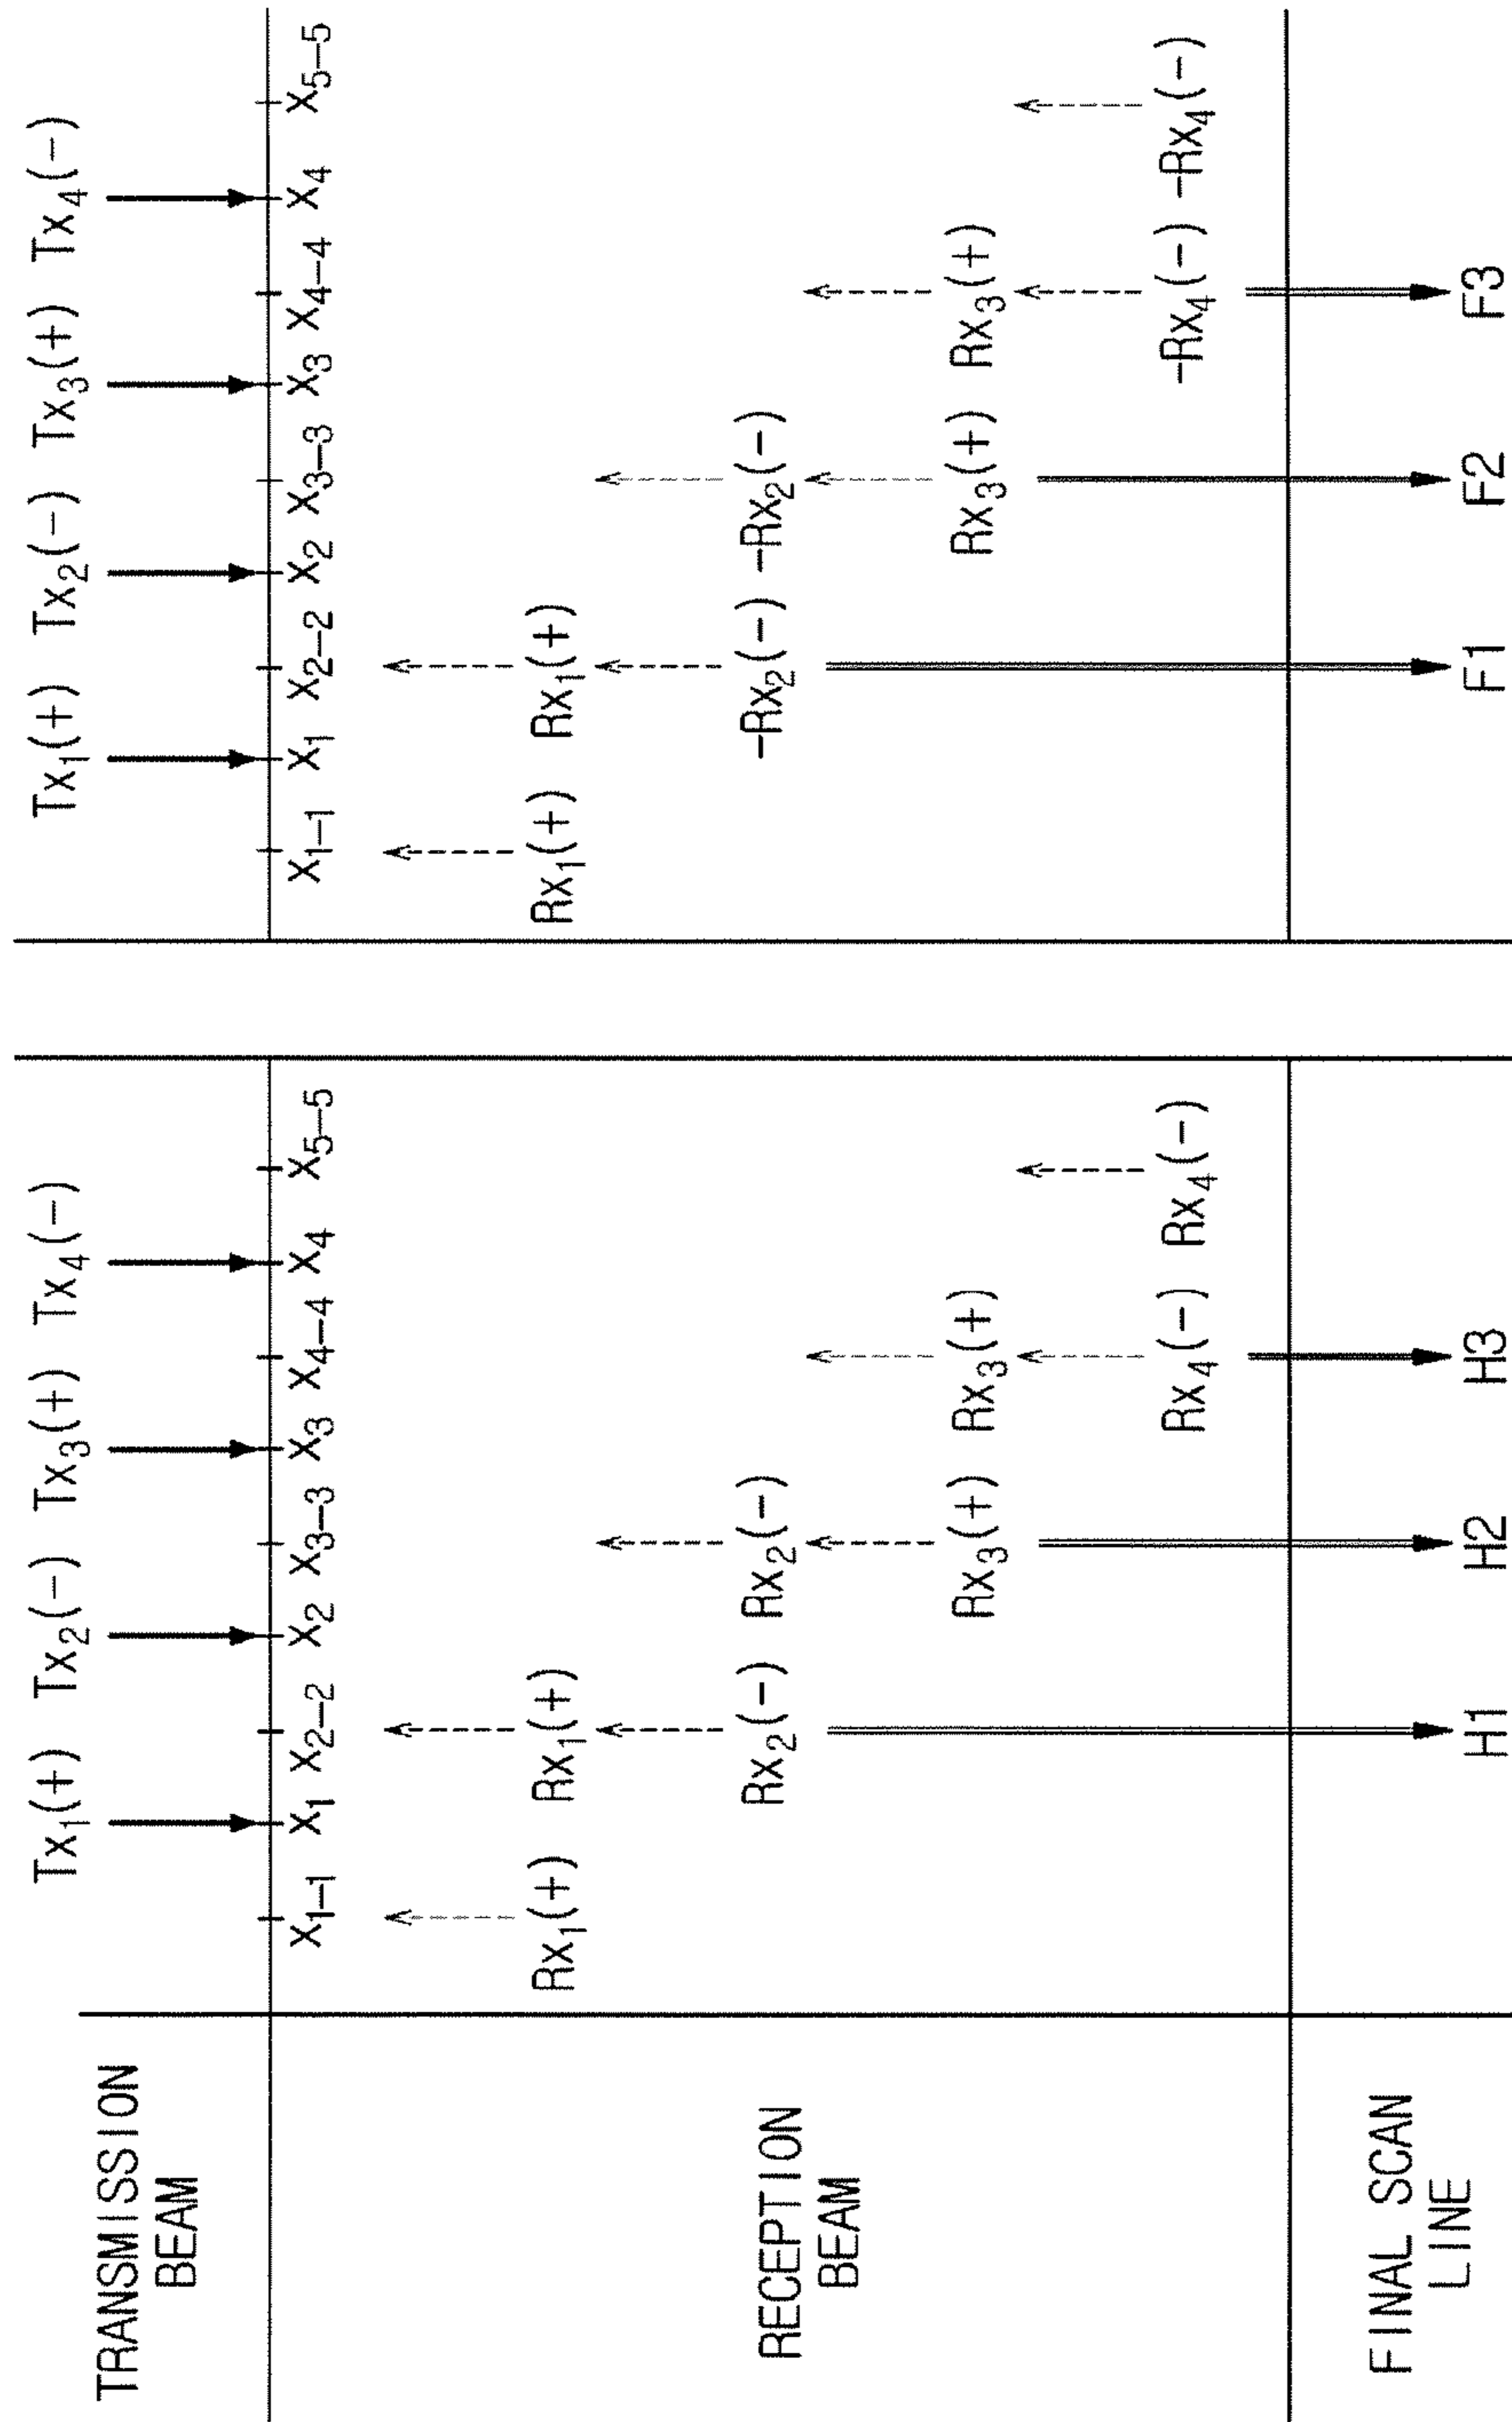 TRANSMISSION
BEAM
Tx1(+) Tx2(-) Tx3(+) Tx4(-)
X1-1 X1 X2-2 X2 X3-3 X3 X4-4 X4 X5-5
RECEPTION
BEAM
Rx1(+) Rx1(+)
Rx2(-) Rx2(-)
Rx3(+) Rx3(+)
Rx4(-) Rx4(-)
FINAL SCAN
LINE
H1 H2 H3
Tx1(+) Tx2(-) Tx3(+) Tx4(-)
X1-1 X1 X2-2 X2 X3-3 X3 X4-4 X4 X5-5
Rx1(+) Rx1(+)
-Rx2(-) -Rx2(-)
Rx3(+) Rx3(+)
-Rx4(-) -Rx4(-)
F1 F2 F3